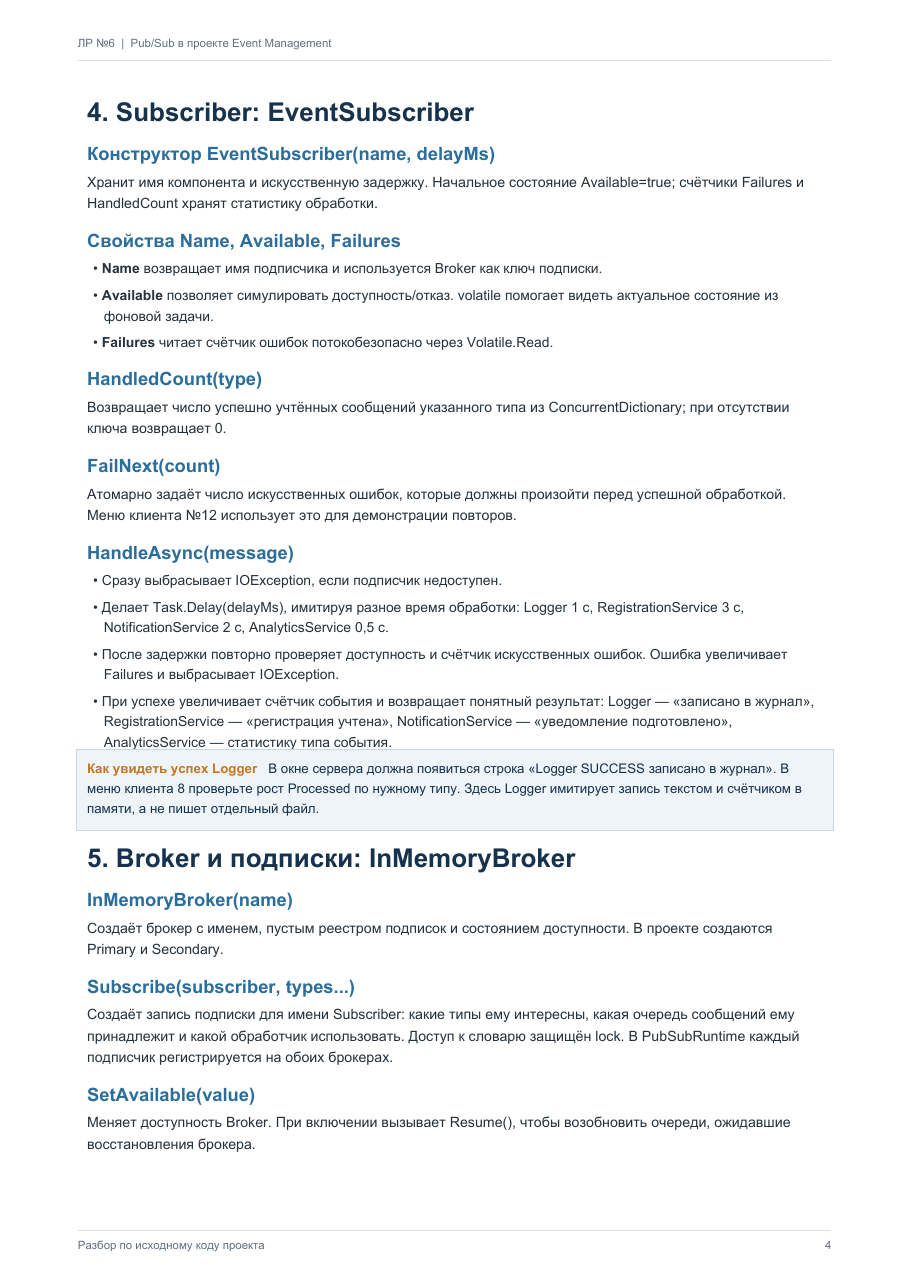 ЛР №6 | Pub/Sub в проекте Event Management
4. Subscriber: EventSubscriber
Конструктор EventSubscriber(name, delayMs)
Хранит имя компонента и искусственную задержку. Начальное состояние Available=true; счётчики Failures и
HandledCount хранят статистику обработки.
Свойства Name, Available, Failures
• Name возвращает имя подписчика и используется Broker как ключ подписки.
• Available позволяет симулировать доступность/отказ. volatile помогает видеть актуальное состояние из
фоновой задачи.
• Failures читает счётчик ошибок потокобезопасно через Volatile.Read.
HandledCount(type)
Возвращает число успешно учтённых сообщений указанного типа из ConcurrentDictionary; при отсутствии
ключа возвращает 0.
FailNext(count)
Атомарно задаёт число искусственных ошибок, которые должны произойти перед успешной обработкой.
Меню клиента №12 использует это для демонстрации повторов.
HandleAsync(message)
• Сразу выбрасывает IOException, если подписчик недоступен.
• Делает Task.Delay(delayMs), имитируя разное время обработки: Logger 1 с, RegistrationService 3 с,
NotificationService 2 с, AnalyticsService 0,5 с.
• После задержки повторно проверяет доступность и счётчик искусственных ошибок. Ошибка увеличивает
Failures и выбрасывает IOException.
• При успехе увеличивает счётчик события и возвращает понятный результат: Logger — «записано в журнал»,
RegistrationService — «регистрация учтена», NotificationService — «уведомление подготовлено»,
AnalyticsService — статистику типа события.
Как увидеть успех Logger В окне сервера должна появиться строка «Logger SUCCESS записано в журнал». В
меню клиента 8 проверьте рост Processed по нужному типу. Здесь Logger имитирует запись текстом и счётчиком в
памяти, а не пишет отдельный файл.
5. Broker и подписки: InMemoryBroker
InMemoryBroker(name)
Создаёт брокер с именем, пустым реестром подписок и состоянием доступности. В проекте создаются
Primary и Secondary.
Subscribe(subscriber, types...)
Создаёт запись подписки для имени Subscriber: какие типы ему интересны, какая очередь сообщений ему
принадлежит и какой обработчик использовать. Доступ к словарю защищён lock. В PubSubRuntime каждый
подписчик регистрируется на обоих брокерах.
SetAvailable(value)
Меняет доступность Broker. При включении вызывает Resume(), чтобы возобновить очереди, ожидавшие
восстановления брокера.
Разбор по исходному коду проекта
4